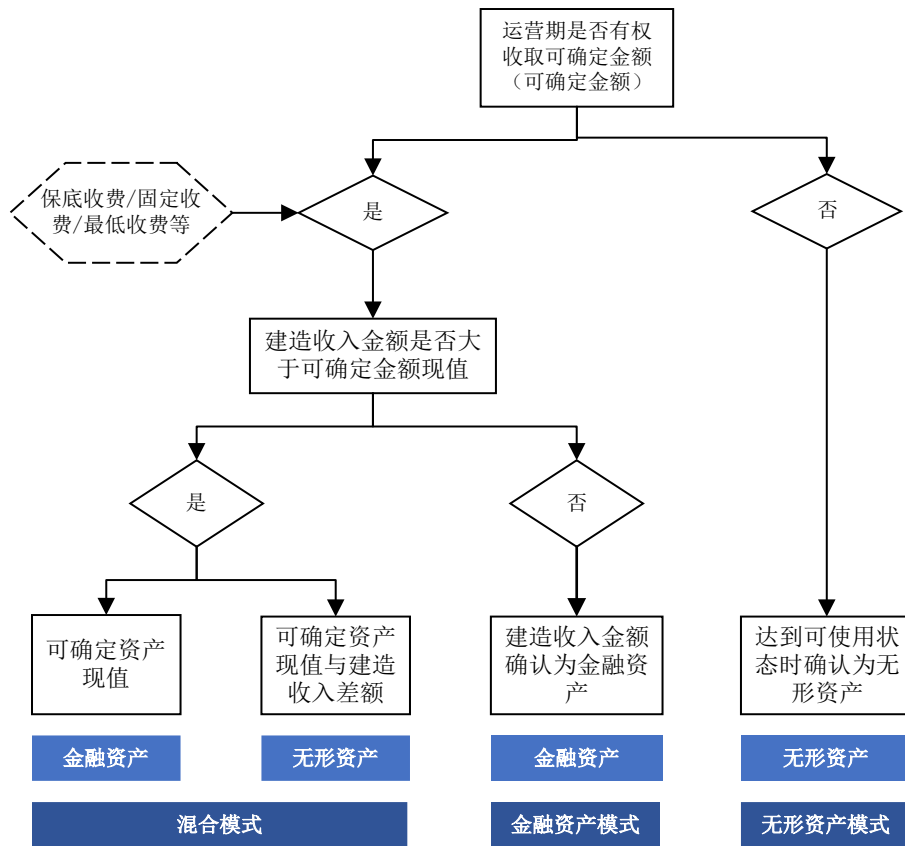 运营期是否有权
收取可确定金额
（可确定金额）
保底收费/固定收
费/最低收费等
是
否
建造收入金额是否大
于可确定金额现值
是
否
可确定资产
现值
可确定资产
现值与建造
收入差额
建造收入金额
确认为金融资
产
达到可使用状
态时确认为无
形资产
金融资产
无形资产
金融资产
无形资产
混合模式
金融资产模式
无形资产模式